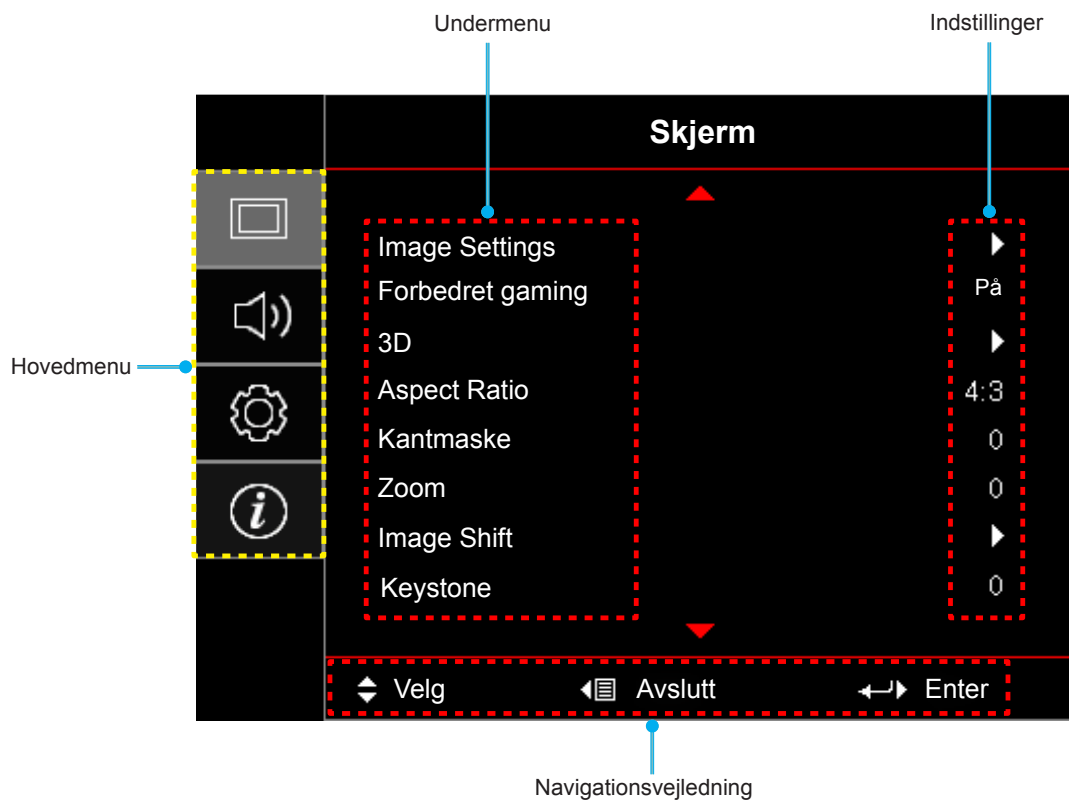 Undermenu
Indstillinger
Skjerm
Image Settings
Forbedret gaming På
3D
Aspect Ratio 4:3
Kantmaske 0
Zoom 0
Image Shift
Keystone 0
Hovedmenu
Velg Avslutt Enter
Navigationsvejledning